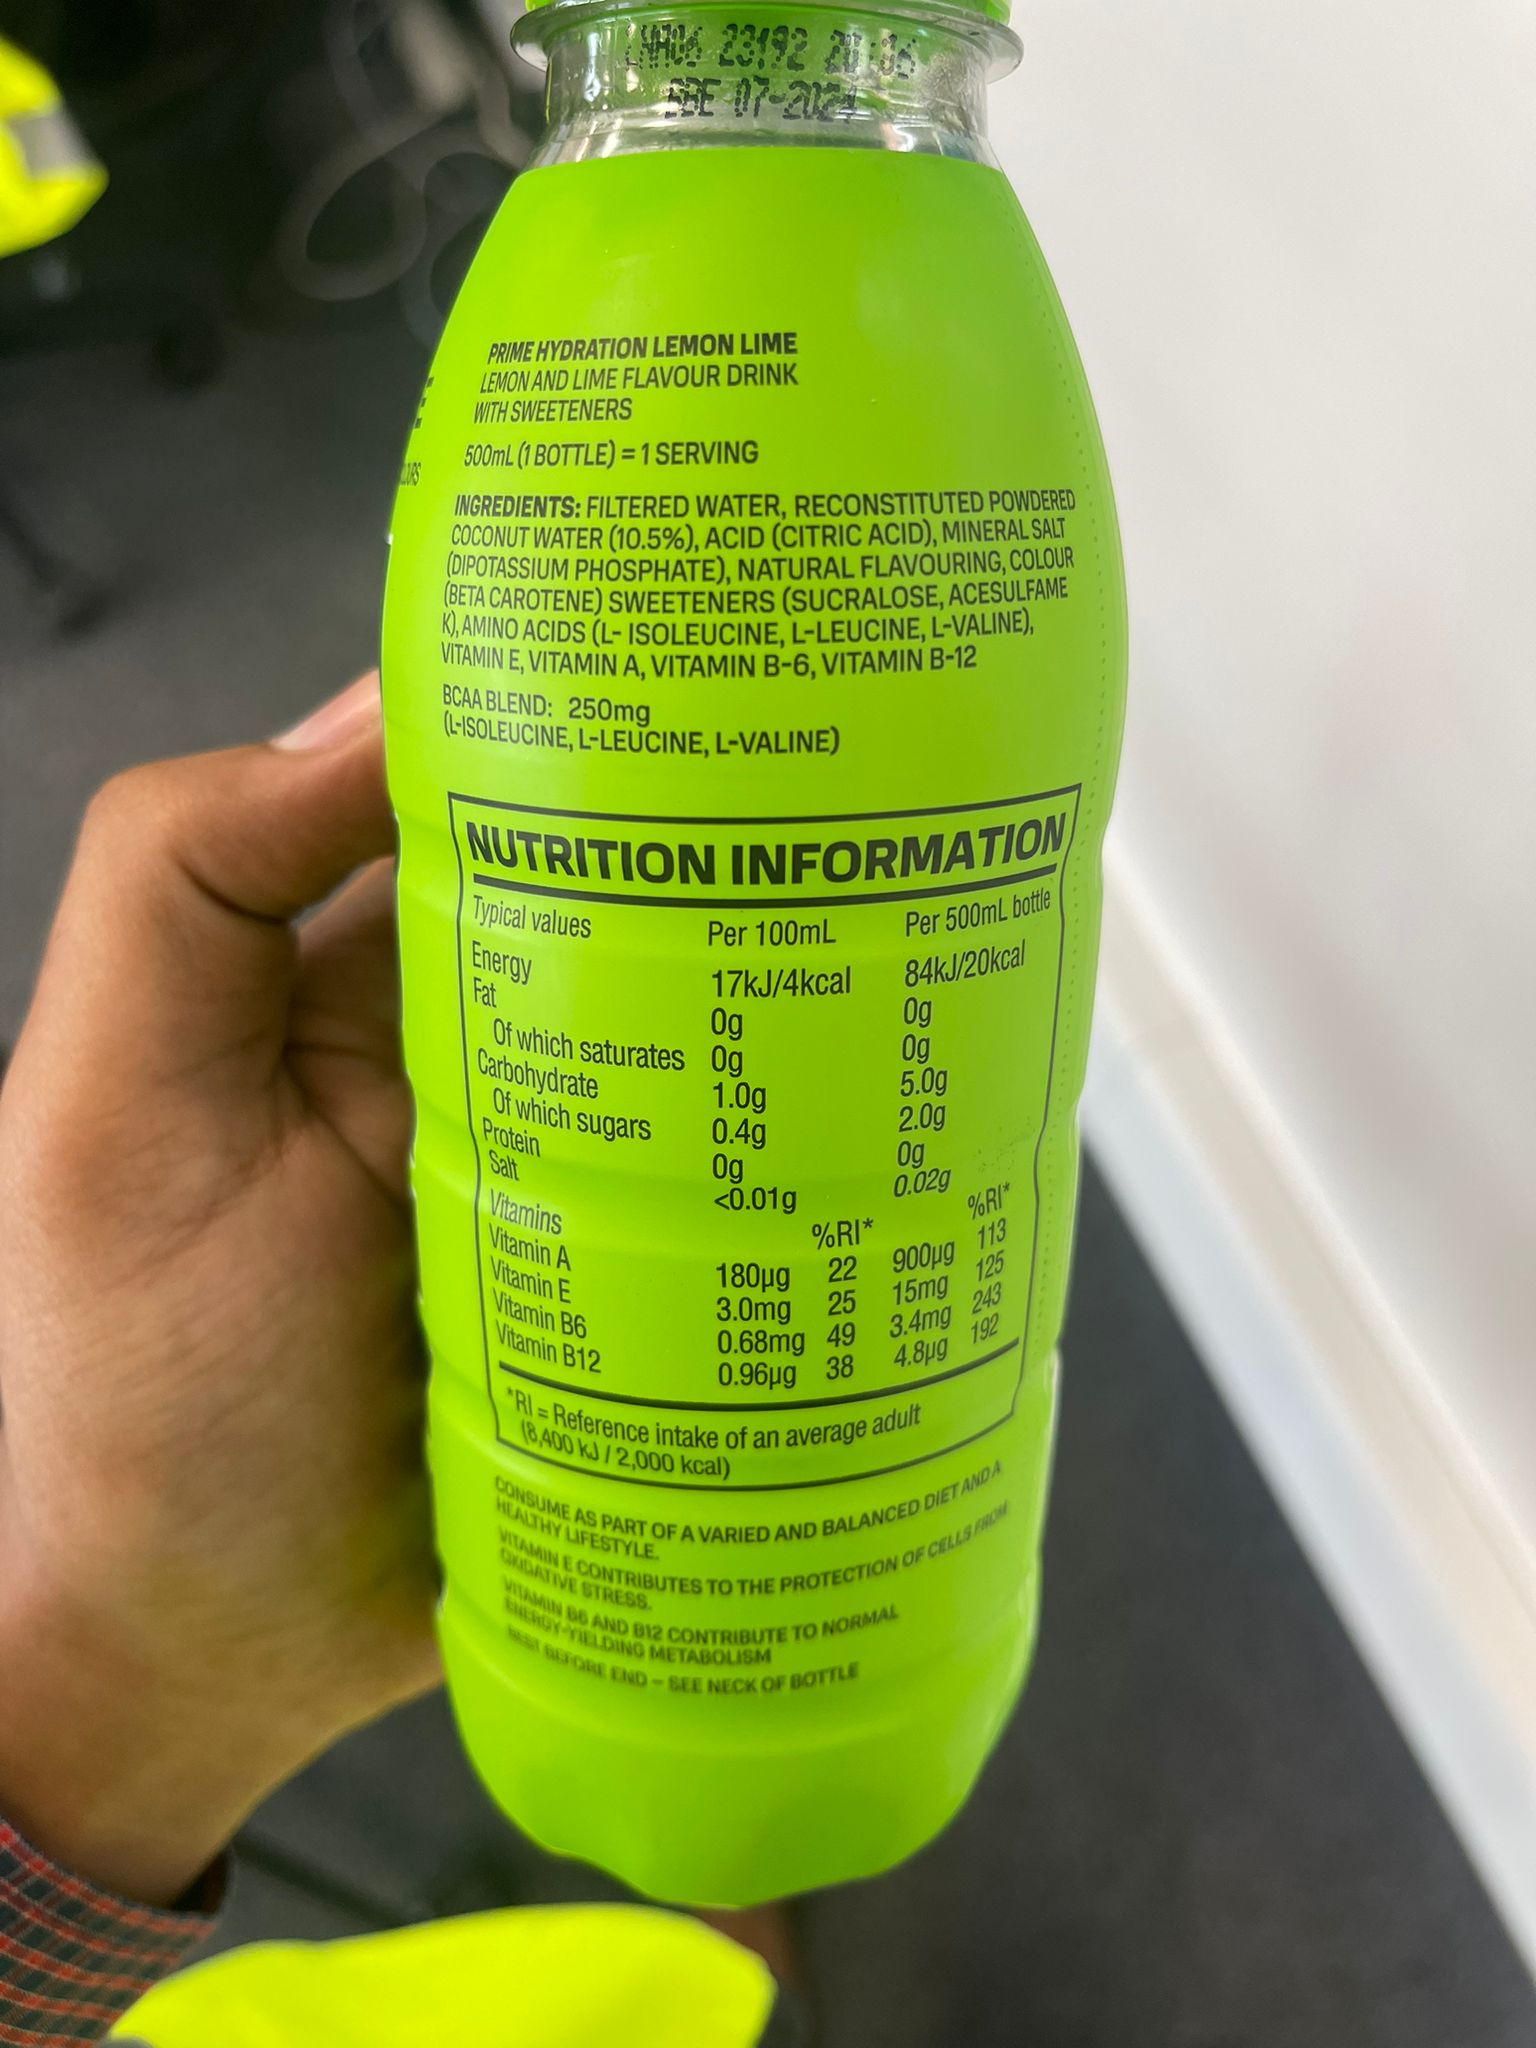 23192 20:06
BBE 07-2024
PRIME HYDRATION LEMON LIME
LEMON AND LIME FLAVOUR DRINK
WITH SWEETENERS
500mL (1 BOTTLE) = 1 SERVING
INGREDIENTS: FILTERED WATER, RECONSTITUTED POWDERED
COCONUT WATER (10.5%), ACID (CITRIC ACID), MINERAL SALT
(DIPOTASSIUM PHOSPHATE), NATURAL FLAVOURING, COLOUR
(BETA CAROTENE) SWEETENERS (SUCRALOSE, ACESULFAME
K), AMINO ACIDS (L- ISOLEUCINE, L-LEUCINE, L-VALINE),
VITAMIN E, VITAMIN A, VITAMIN B-6, VITAMIN B-12
BCAA BLEND: 250mg
(L-ISOLEUCINE, L-LEUCINE, L-VALINE)
NUTRITION INFORMATION
Typical values Per 100mL Per 500mL bottle
Energy 17kJ/4kcal 84kJ/20kcal
Fat 0g 0g
Of which saturates 0g 0g
Carbohydrate 1.0g 5.0g
Of which sugars 0.4g 2.0g
Protein 0g 0g
Salt <0.01g 0.02g
Vitamins %RI* %RI*
Vitamin A 180µg 22 900µg 113
Vitamin E 3.0mg 25 15mg 125
Vitamin B6 0.68mg 49 3.4mg 243
Vitamin B12 0.96µg 38 4.8µg 192
*RI = Reference intake of an average adult
(8,400 kJ / 2,000 kcal)
CONSUME AS PART OF A VARIED AND BALANCED DIET AND A
HEALTHY LIFESTYLE.
VITAMIN E CONTRIBUTES TO THE PROTECTION OF CELLS FROM
OXIDATIVE STRESS.
VITAMIN B6 AND B12 CONTRIBUTE TO NORMAL
ENERGY-YIELDING METABOLISM
BEST BEFORE END – SEE NECK OF BOTTLE